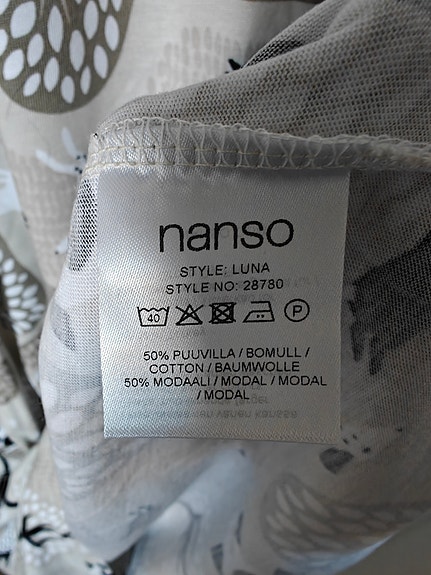 nanso
STYLE: LUNA
STYLE NO: 28780
40 P
50% PUUVILLA / BOMULL /
COTTON / BAUMWOLLE
50% MODAALI / MODAL / MODAL
/ MODAL